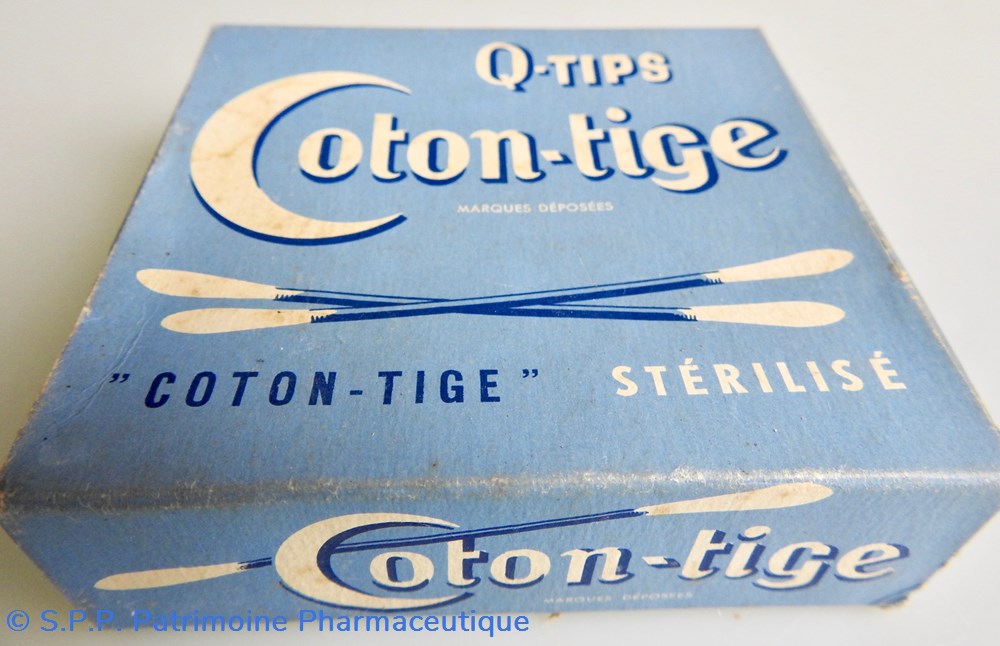 Q-TIPS
Coton-tige
MARQUES DÉPOSÉES
"COTON-TIGE" STÉRILISÉ
Coton-tige
MARQUES DÉPOSÉES
© S.P.P. Patrimoine Pharmaceutique